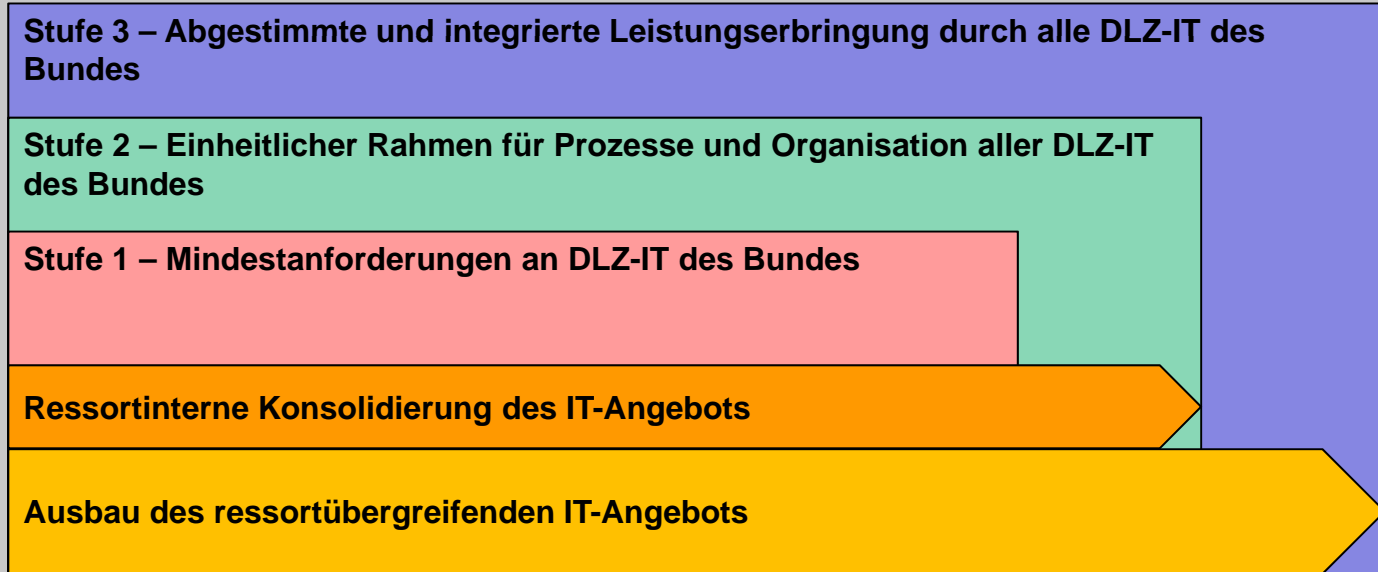 Stufe 3 – Abgestimmte und integrierte Leistungserbringung durch alle DLZ-IT des
Bundes
Stufe 2 – Einheitlicher Rahmen für Prozesse und Organisation aller DLZ-IT
des Bundes
Stufe 1 – Mindestanforderungen an DLZ-IT des Bundes
Ressortinterne Konsolidierung des IT-Angebots
Ausbau des ressortübergreifenden IT-Angebots